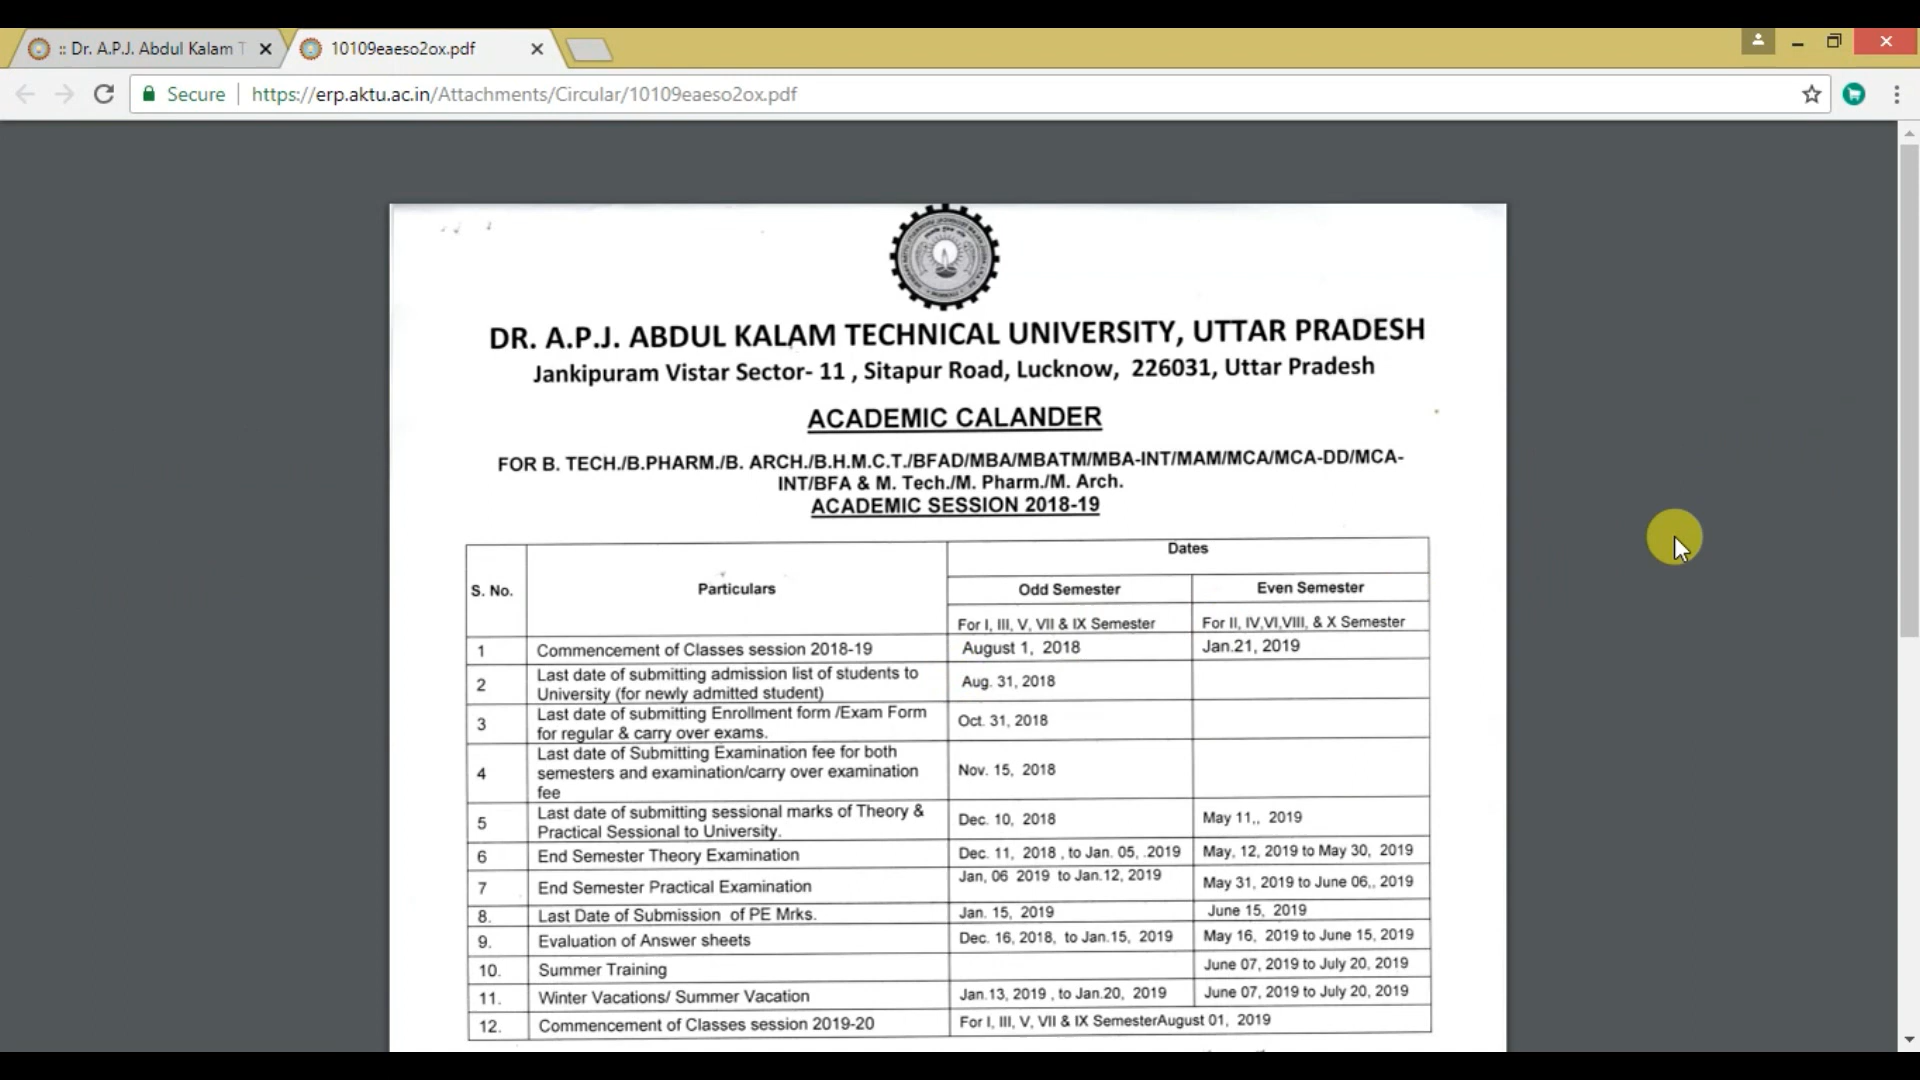 :: Dr. A.P.J. Abdul Kalam T
10109eaeso2ox.pdf
Secure
https://erp.aktu.ac.in/Attachments/Circular/10109eaeso2ox.pdf
DR. A.P.J. ABDUL KALAM TECHNICAL UNIVERSITY, UTTAR PRADESH
Jankipuram Vistar Sector- 11 , Sitapur Road, Lucknow, 226031, Uttar Pradesh
ACADEMIC CALANDER
FOR B. TECH./B.PHARM./B. ARCH./B.H.M.C.T./BFAD/MBA/MBATM/MBA-INT/MAM/MCA/MCA-DD/MCA-
INT/BFA & M. Tech./M. Pharm./M. Arch.
ACADEMIC SESSION 2018-19
S. No. Particulars Dates
Odd Semester Even Semester
For I, III, V, VII & IX Semester For II, IV,VI,VIII, & X Semester
1 Commencement of Classes session 2018-19 August 1, 2018 Jan.21, 2019
2 Last date of submitting admission list of students to Aug. 31, 2018
University (for newly admitted student)
3 Last date of submitting Enrollment form /Exam Form Oct. 31, 2018
for regular & carry over exams.
Last date of Submitting Examination fee for both
4 semesters and examination/carry over examination Nov. 15, 2018
fee
5 Last date of submitting sessional marks of Theory & Dec. 10, 2018 May 11,, 2019
Practical Sessional to University.
6 End Semester Theory Examination Dec. 11, 2018 , to Jan. 05, .2019 May, 12, 2019 to May 30, 2019
7 End Semester Practical Examination Jan, 06 2019 to Jan.12, 2019 May 31, 2019 to June 06,, 2019
8. Last Date of Submission of PE Mrks. Jan. 15, 2019 June 15, 2019
9. Evaluation of Answer sheets Dec. 16, 2018, to Jan.15, 2019 May 16, 2019 to June 15, 2019
10. Summer Training June 07, 2019 to July 20, 2019
11. Winter Vacations/ Summer Vacation Jan.13, 2019 , to Jan.20, 2019 June 07, 2019 to July 20, 2019
12. Commencement of Classes session 2019-20 For I, III, V, VII & IX SemesterAugust 01, 2019